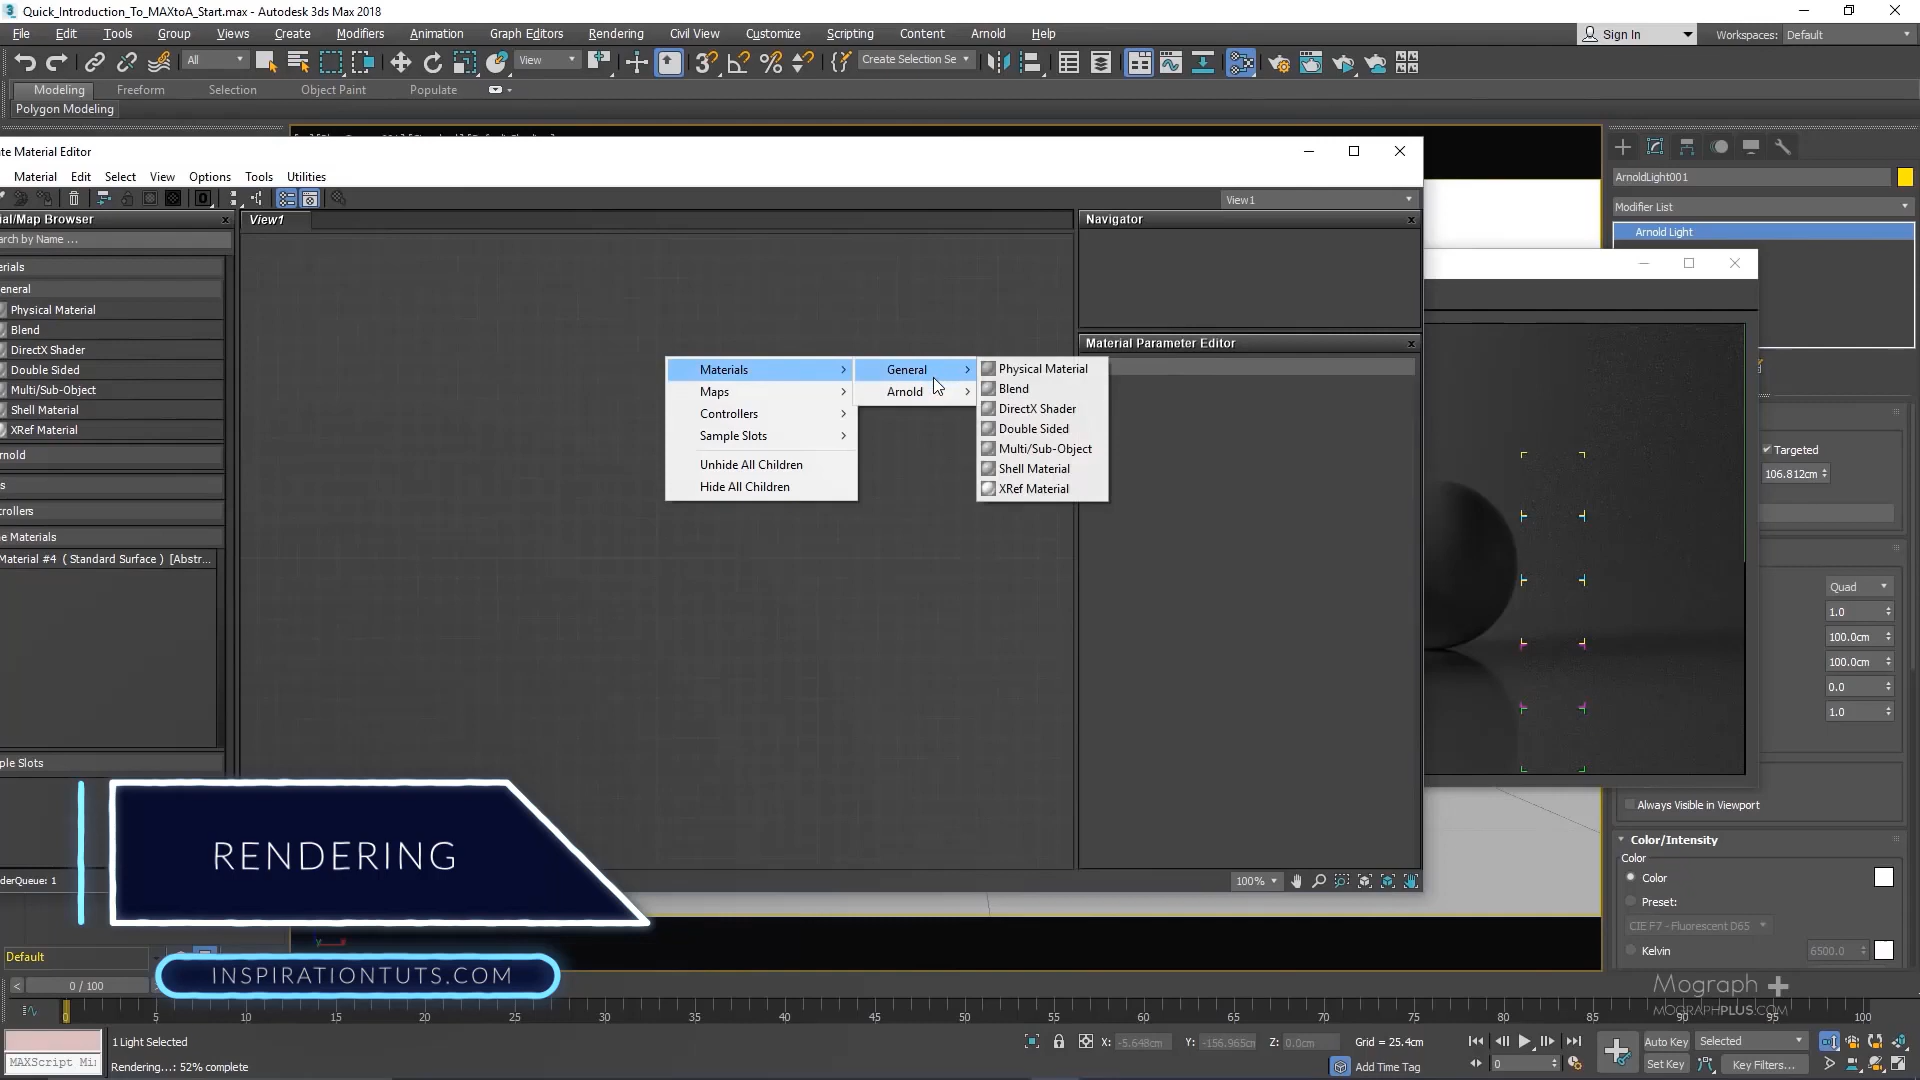 Quick_Introduction_To_MAXtoA_Start.max - Autodesk 3ds Max 2018
File Edit Tools Group Views Create Modifiers Animation Graph Editors Rendering Civil View Customize Scripting Content Arnold Help
Sign In
Workspaces: Default
All
View
Create Selection Se
Modeling Freeform Selection Object Paint Populate
Polygon Modeling
te Material Editor
Material Edit Select View Options Tools Utilities
View1
ial/Map Browser
earch by Name ...
erials
eneral
Physical Material
Blend
DirectX Shader
Double Sided
Multi/Sub-Object
Shell Material
XRef Material
rnold
s
trollers
ne Materials
Material #4 ( Standard Surface ) [Abstr...
ple Slots
derQueue: 1
View1
Materials
Maps
Controllers
Sample Slots
Unhide All Children
Hide All Children
General
Arnold
Physical Material
Blend
DirectX Shader
Double Sided
Multi/Sub-Object
Shell Material
XRef Material
Navigator
Material Parameter Editor
100%
ArnoldLight001
Modifier List
Arnold Light
Targeted
106.812cm
Quad
1.0
100.0cm
100.0cm
0.0
1.0
Always Visible in Viewport
Color/Intensity
Color
Color
Preset:
CIE F7 - Fluorescent D65
Kelvin
6500.0
RENDERING
INSPIRATIONTUTS.COM
Mograph +
MOGRAPHPLUS.COM
Default
0 / 100
0 5 10 15 20 25 30 35 40 45 50 55 60 65 70 75 80 85 90 95 100
MAXScript Mi
1 Light Selected
Rendering...: 52% complete
X: -5.648cm Y: -156.965cm Z: 0.0cm Grid = 25.4cm
Add Time Tag
0
Auto Key Selected
Set Key Key Filters...